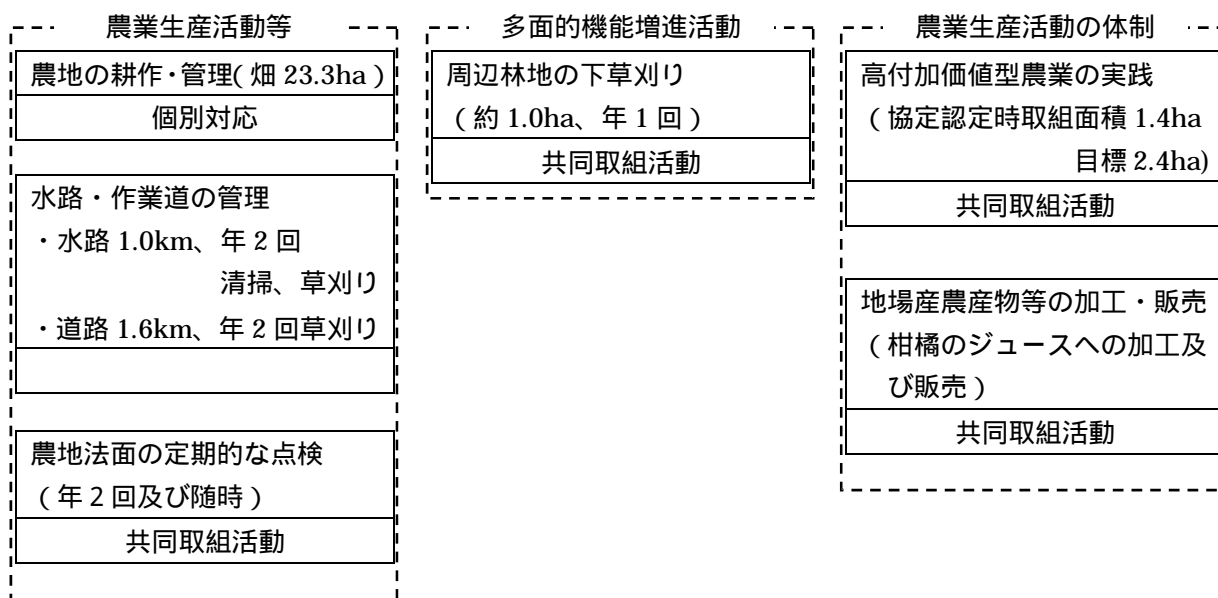 農業生産活動等
農地の耕作・管理( 畑 23.3ha )
個別対応
水路・作業道の管理
・水路 1.0km、年 2 回
清掃、草刈り
・道路 1.6km、年 2 回草刈り
農地法面の定期的な点検
( 年 2 回及び随時 )
共同取組活動
多面的機能増進活動
周辺林地の下草刈り
( 約 1.0ha、年 1 回 )
共同取組活動
農業生産活動の体制
高付加価値型農業の実践
( 協定認定時取組面積 1.4ha
目標 2.4ha)
共同取組活動
地場産農産物等の加工・販売
( 柑橘のジュースへの加工及
び販売 )
共同取組活動